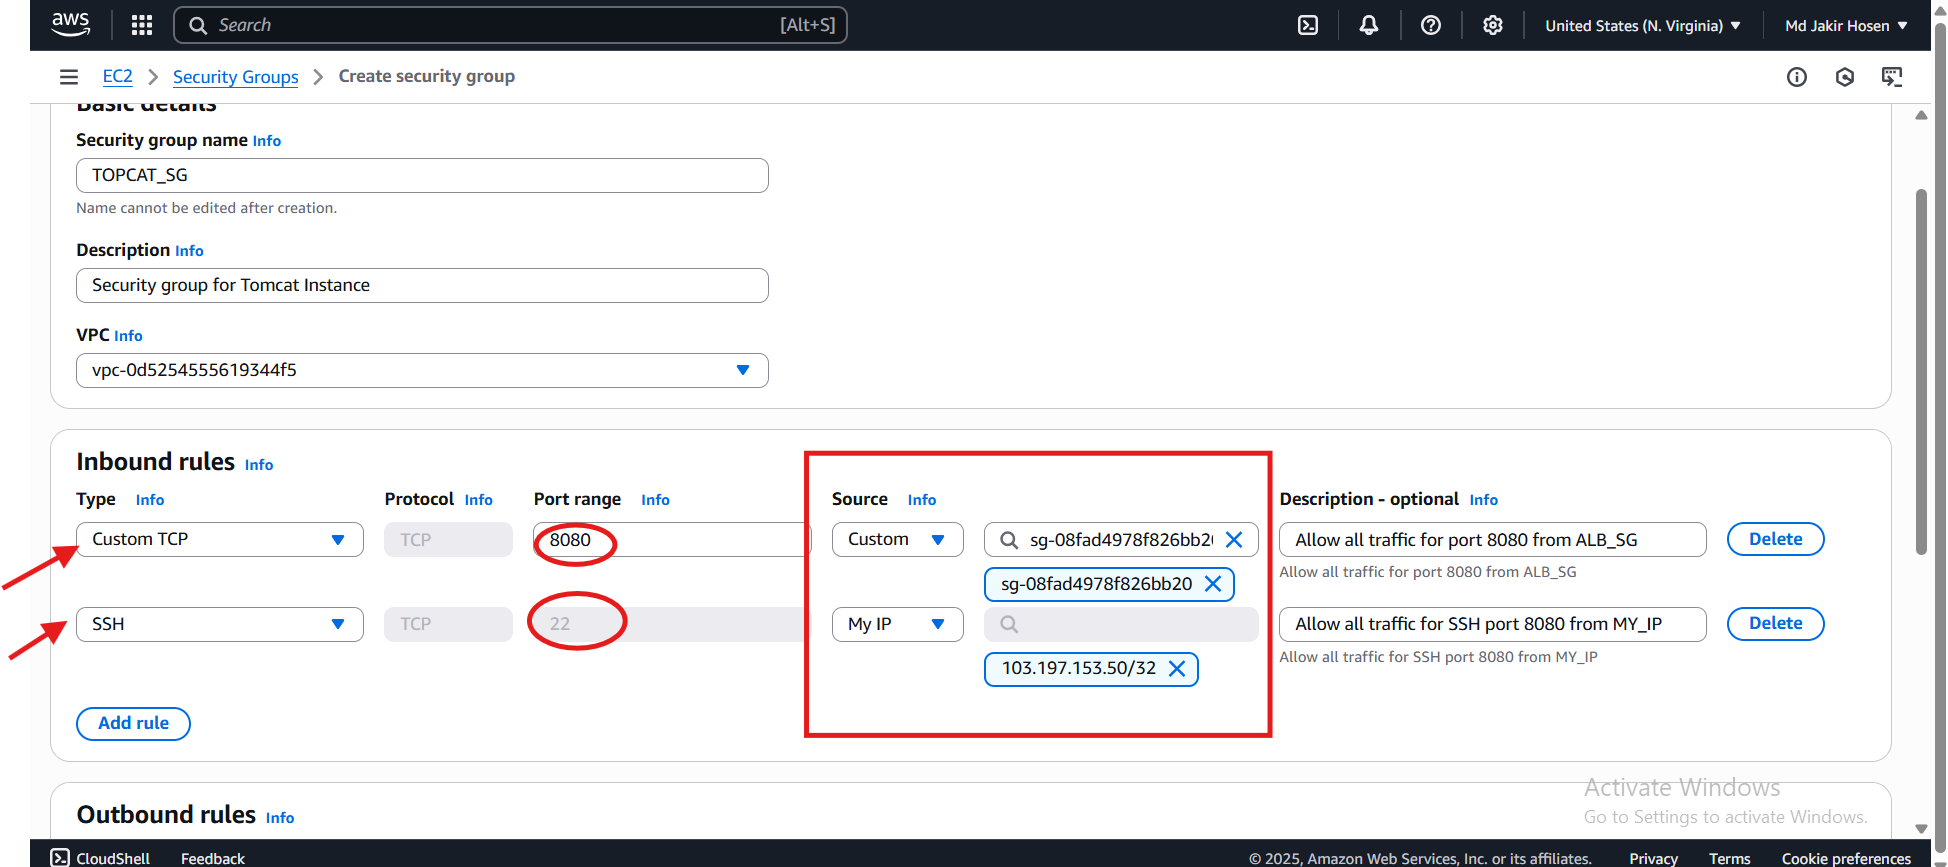 aws Search [Alt+S] United States (N. Virginia) Md Jakir Hosen
EC2 Security Groups Create security group
Basic details
Security group name Info
TOPCAT_SG
Name cannot be edited after creation.
Description Info
Security group for Tomcat Instance
VPC Info
vpc-0d5254555619344f5
Inbound rules Info
Type Info Protocol Info Port range Info Source Info Description - optional Info
Custom TCP TCP 8080 Custom sg-08fad4978f826bb20 Allow all traffic for port 8080 from ALB_SG Delete
sg-08fad4978f826bb20 Allow all traffic for port 8080 from ALB_SG
SSH TCP 22 My IP Allow all traffic for SSH port 8080 from MY_IP Delete
103.197.153.50/32 Allow all traffic for SSH port 8080 from MY_IP
Add rule
Outbound rules Info
Activate Windows
Go to Settings to activate Windows.
CloudShell Feedback © 2025, Amazon Web Services, Inc. or its affiliates. Privacy Terms Cookie preferences